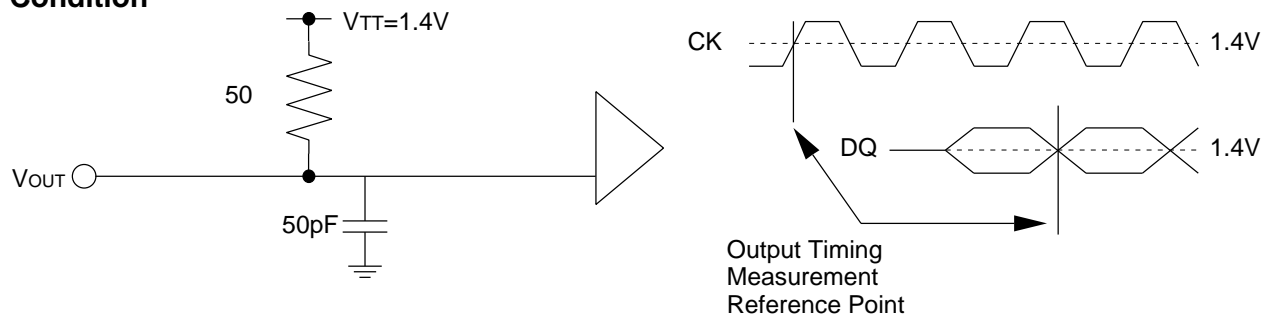 Condition
VTT=1.4V
50
VOUT
50pF
CK
1.4V
DQ
1.4V
Output Timing
Measurement
Reference Point